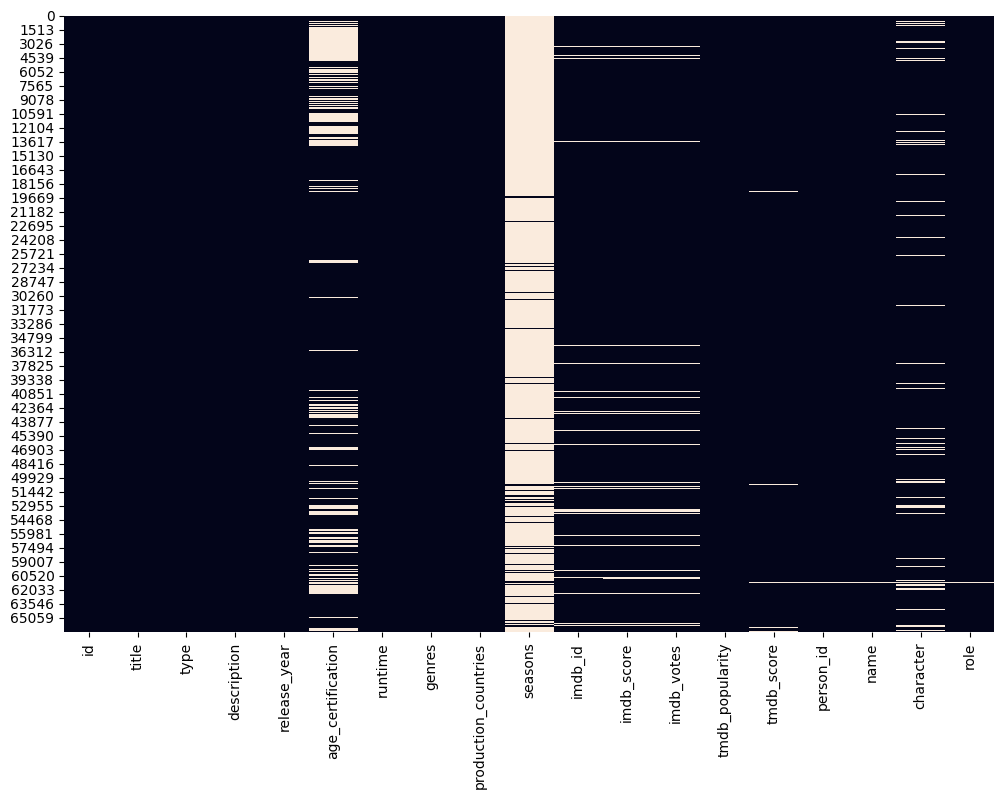 0
1513
3026
4539
6052
7565
9078
10591
12104
13617
15130
16643
18156
19669
21182
22695
24208
25721
27234
28747
30260
31773
33286
34799
36312
37825
39338
40851
42364
43877
45390
46903
48416
49929
51442
52955
54468
55981
57494
59007
60520
62033
63546
65059
id
title
type
description
release_year
age_certification
runtime
genres
production_countries
seasons
imdb_id
imdb_score
imdb_votes
tmdb_popularity
tmdb_score
person_id
name
character
role